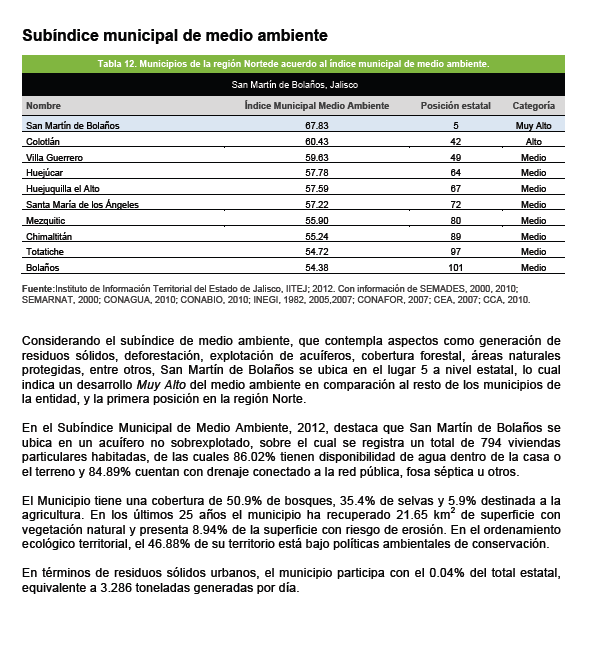 Subíndice municipal de medio ambiente
Tabla 12. Municipios de la región Nortede acuerdo al índice municipal de medio ambiente.
San Martín de Bolaños, Jalisco
Nombre Índice Municipal Medio Ambiente Posición estatal Categoría
San Martín de Bolaños 67.83 5 Muy Alto
Colotlán 60.43 42 Alto
Villa Guerrero 59.63 49 Medio
Huejúcar 57.78 64 Medio
Huejuquilla el Alto 57.59 67 Medio
Santa María de los Ángeles 57.22 72 Medio
Mezquitic 55.90 80 Medio
Chimaltitán 55.24 89 Medio
Totatiche 54.72 97 Medio
Bolaños 54.38 101 Medio
Fuente:Instituto de Información Territorial del Estado de Jalisco, IITEJ; 2012. Con información de SEMADES, 2000, 2010;
SEMARNAT, 2000; CONAGUA, 2010; CONABIO, 2010; INEGI, 1982, 2005,2007; CONAFOR, 2007; CEA, 2007; CCA, 2010.
Considerando el subíndice de medio ambiente, que contempla aspectos como generación de
residuos sólidos, deforestación, explotación de acuíferos, cobertura forestal, áreas naturales
protegidas, entre otros, San Martín de Bolaños se ubica en el lugar 5 a nivel estatal, lo cual
indica un desarrollo Muy Alto del medio ambiente en comparación al resto de los municipios de
la entidad, y la primera posición en la región Norte.
En el Subíndice Municipal de Medio Ambiente, 2012, destaca que San Martín de Bolaños se
ubica en un acuífero no sobrexplotado, sobre el cual se registra un total de 794 viviendas
particulares habitadas, de las cuales 86.02% tienen disponibilidad de agua dentro de la casa o
el terreno y 84.89% cuentan con drenaje conectado a la red pública, fosa séptica u otros.
El Municipio tiene una cobertura de 50.9% de bosques, 35.4% de selvas y 5.9% destinada a la
agricultura. En los últimos 25 años el municipio ha recuperado 21.65 km² de superficie con
vegetación natural y presenta 8.94% de la superficie con riesgo de erosión. En el ordenamiento
ecológico territorial, el 46.88% de su territorio está bajo políticas ambientales de conservación.
En términos de residuos sólidos urbanos, el municipio participa con el 0.04% del total estatal,
equivalente a 3.286 toneladas generadas por día.